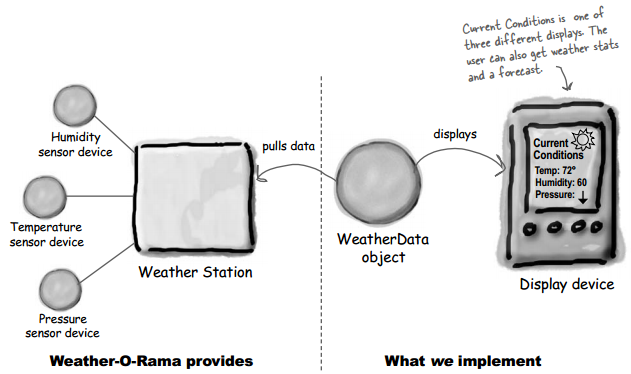 Current Conditions is one of
three different displays. The
user can also get weather stats
and a forecast.
Humidity
sensor device
Temperature
sensor device
Pressure
sensor device
Weather Station
pulls data
WeatherData
object
displays
Current
Conditions
Temp: 72°
Humidity: 60
Pressure:
Display device
Weather-O-Rama provides
What we implement